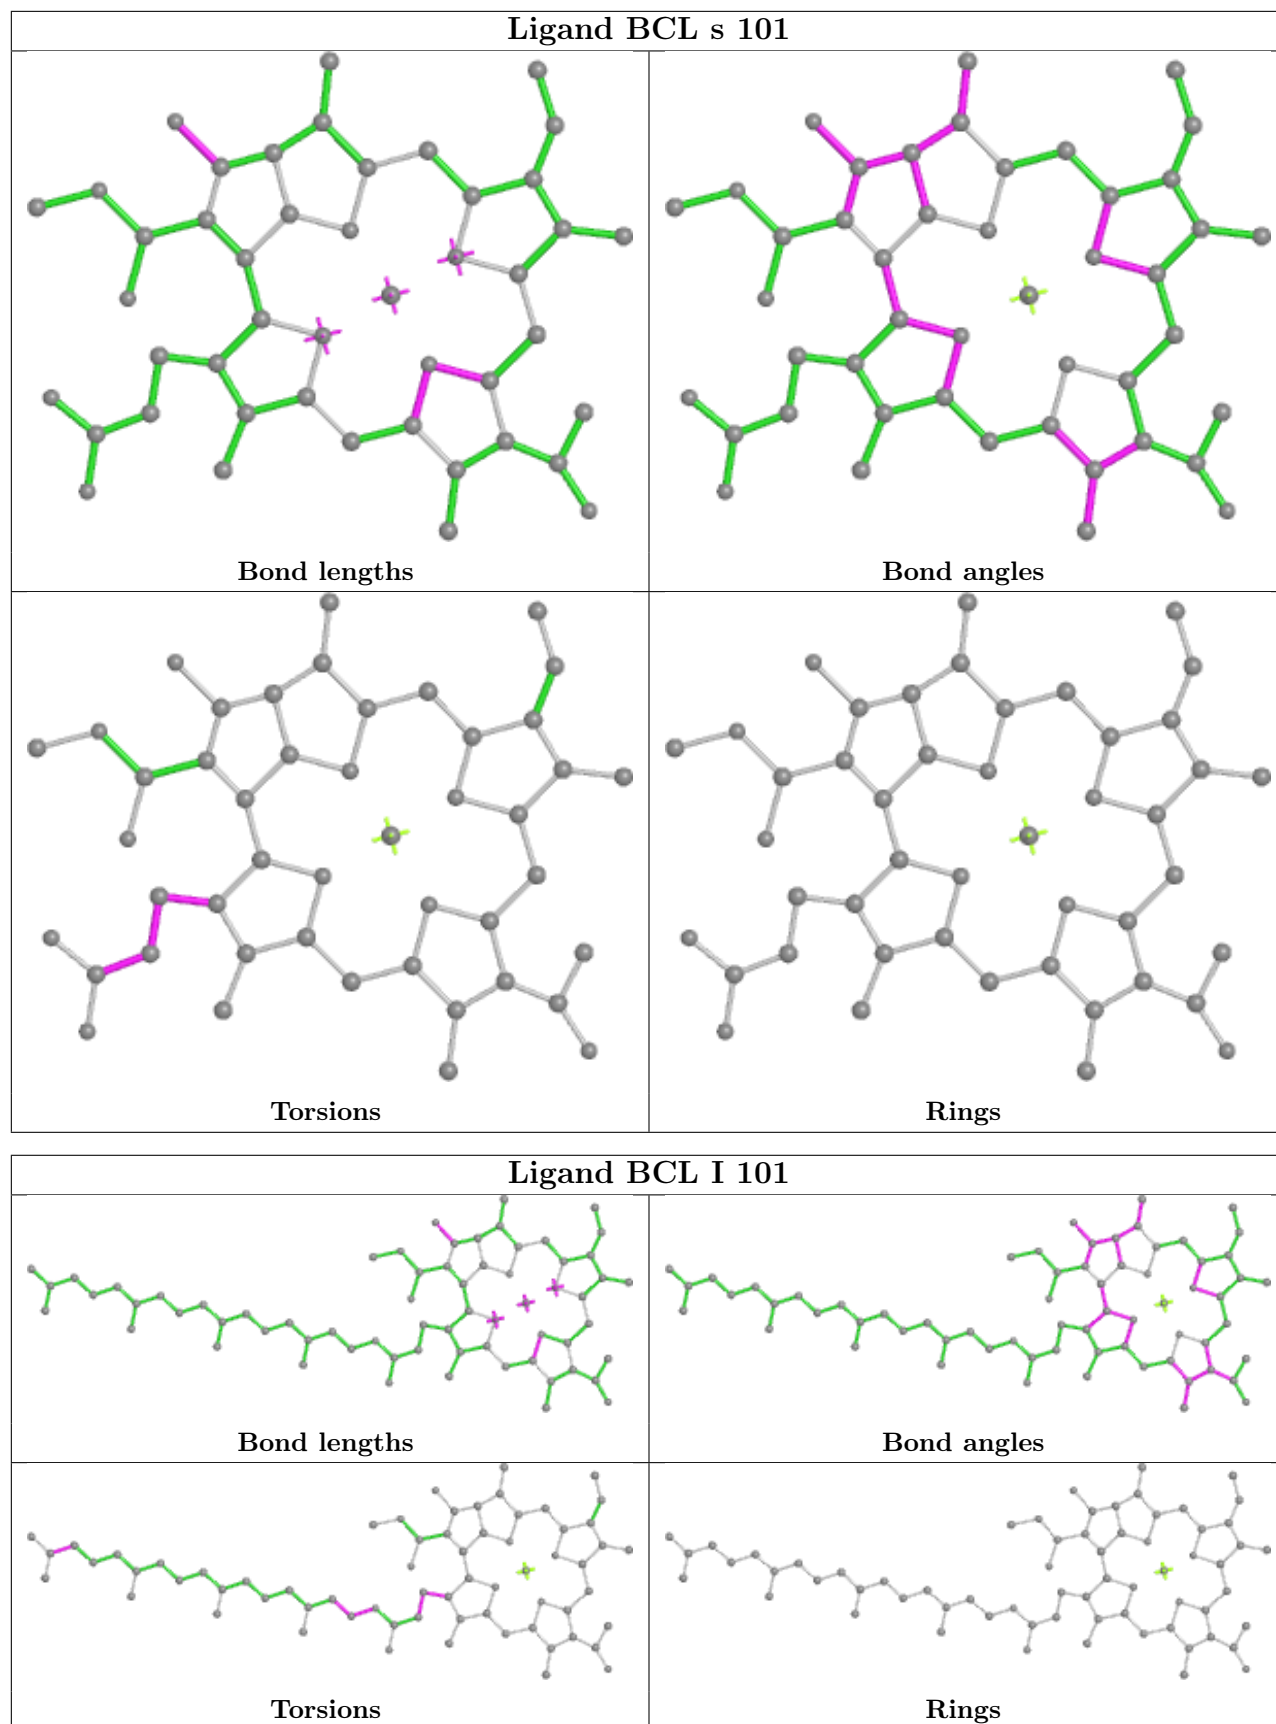 Ligand BCL s 101
Bond lengths
Bond angles
Torsions
Rings
Ligand BCL I 101
Bond lengths
Bond angles
Torsions
Rings